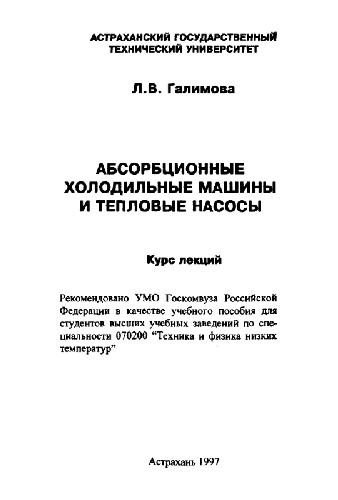 АСТРАХАНСКИЙ ГОСУДАРСТВЕННЫЙ
ТЕХНИЧЕСКИЙ УНИВЕРСИТЕТ
Л.В. Галимова
АБСОРБЦИОННЫЕ
ХОЛОДИЛЬНЫЕ МАШИНЫ
И ТЕПЛОВЫЕ НАСОСЫ
Курс лекций
Рекомендовано УМО Госкомвуза Российской
Федерации в качестве учебного пособия для
студентов высших учебных заведений по спе-
циальности 070200 "Техника и физика низких
температур"
Астрахань 1997